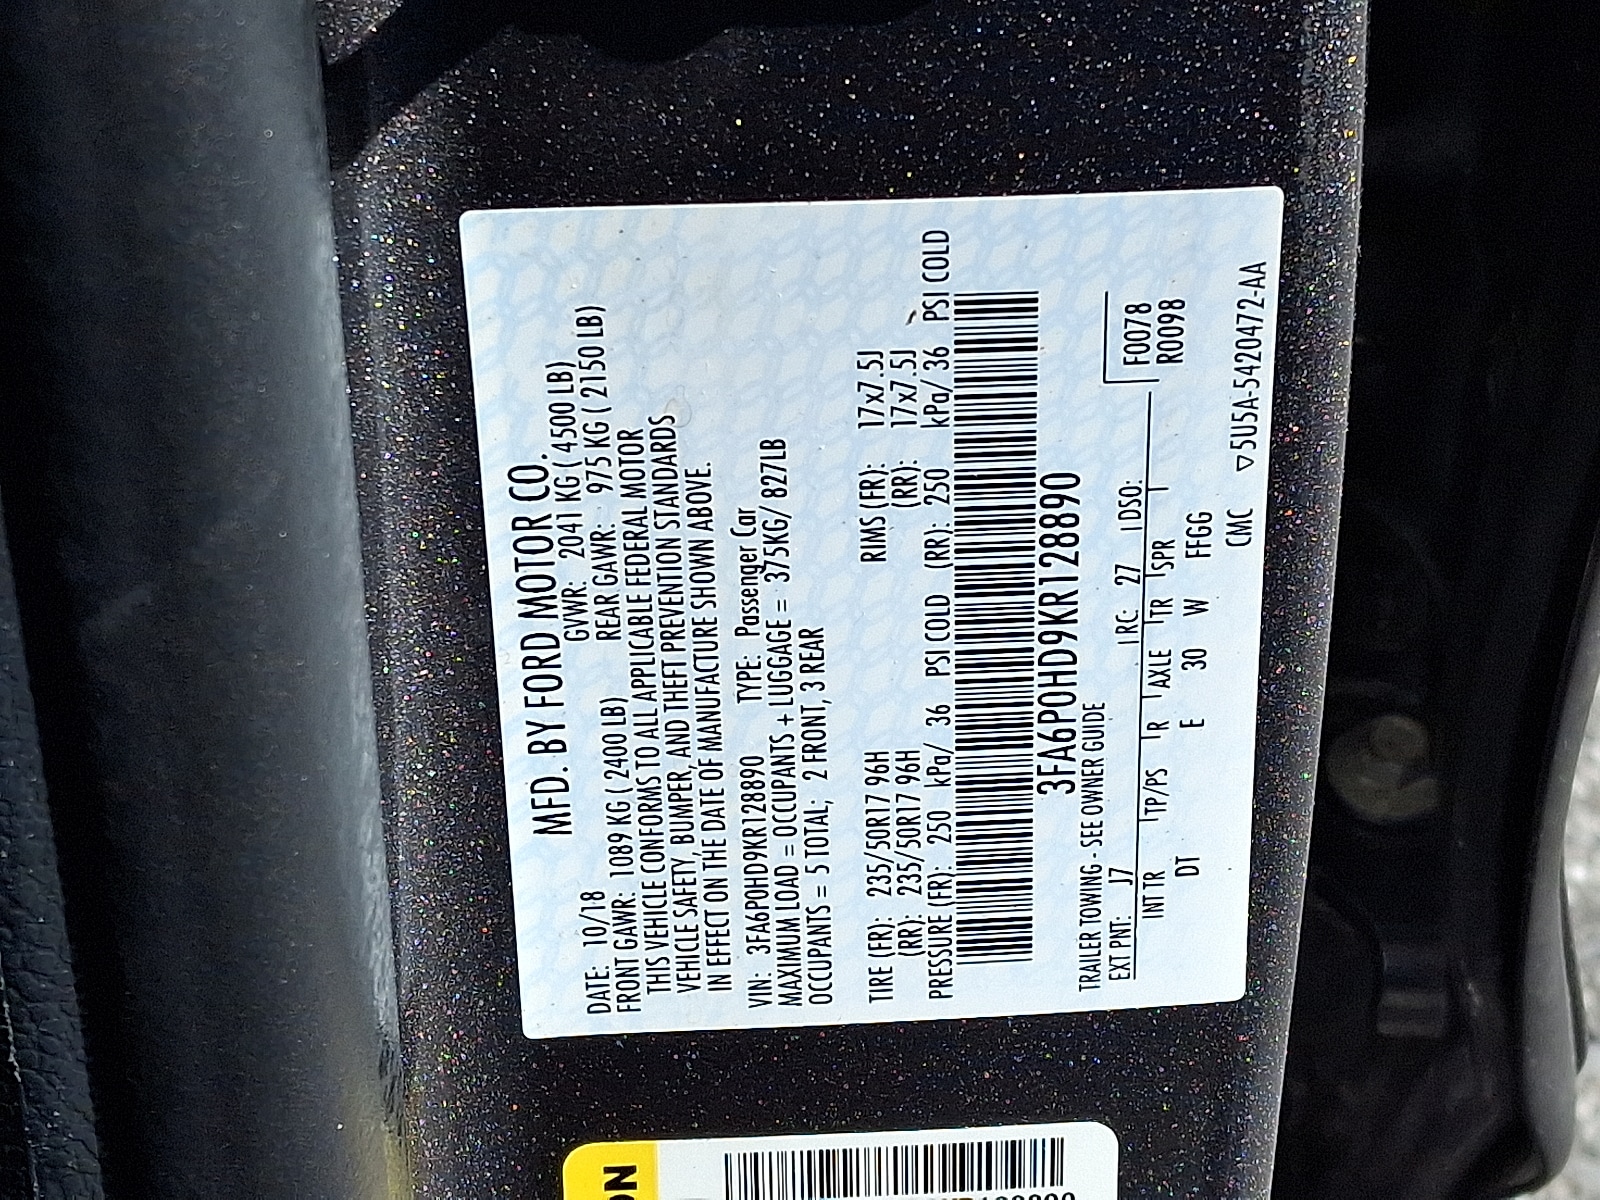 MFD. BY FORD MOTOR CO.
DATE: 10/18 GVWR: 2041 KG ( 4500 LB)
FRONT GAWR: 1089 KG ( 2400 LB) REAR GAWR: 975 KG ( 2150 LB)
THIS VEHICLE CONFORMS TO ALL APPLICABLE FEDERAL MOTOR
VEHICLE SAFETY, BUMPER, AND THEFT PREVENTION STANDARDS
IN EFFECT ON THE DATE OF MANUFACTURE SHOWN ABOVE.
VIN: 3FA6P0HD9KR128890 TYPE: Passenger Car
MAXIMUM LOAD = OCCUPANTS + LUGGAGE = 375KG/ 827LB
OCCUPANTS = 5 TOTAL; 2 FRONT, 3 REAR
TIRE (FR): 235/50R17 96H RIMS (FR): 17x7.5J
(RR): 235/50R17 96H (RR): 17x7.5J
PRESSURE (FR): 250 kPa/ 36 PSI COLD (RR): 250 kPa/ 36 PSI COLD
3FA6P0HD9KR128890
TRAILER TOWING - SEE OWNER GUIDE
EXT PNT: J7 RC: 27 DSO: F0078
INT TR TP/PS R AXLE TR SPR R0098
DT E 30 W FFGG
CMC ▽5U5A-5420472-AA
ON